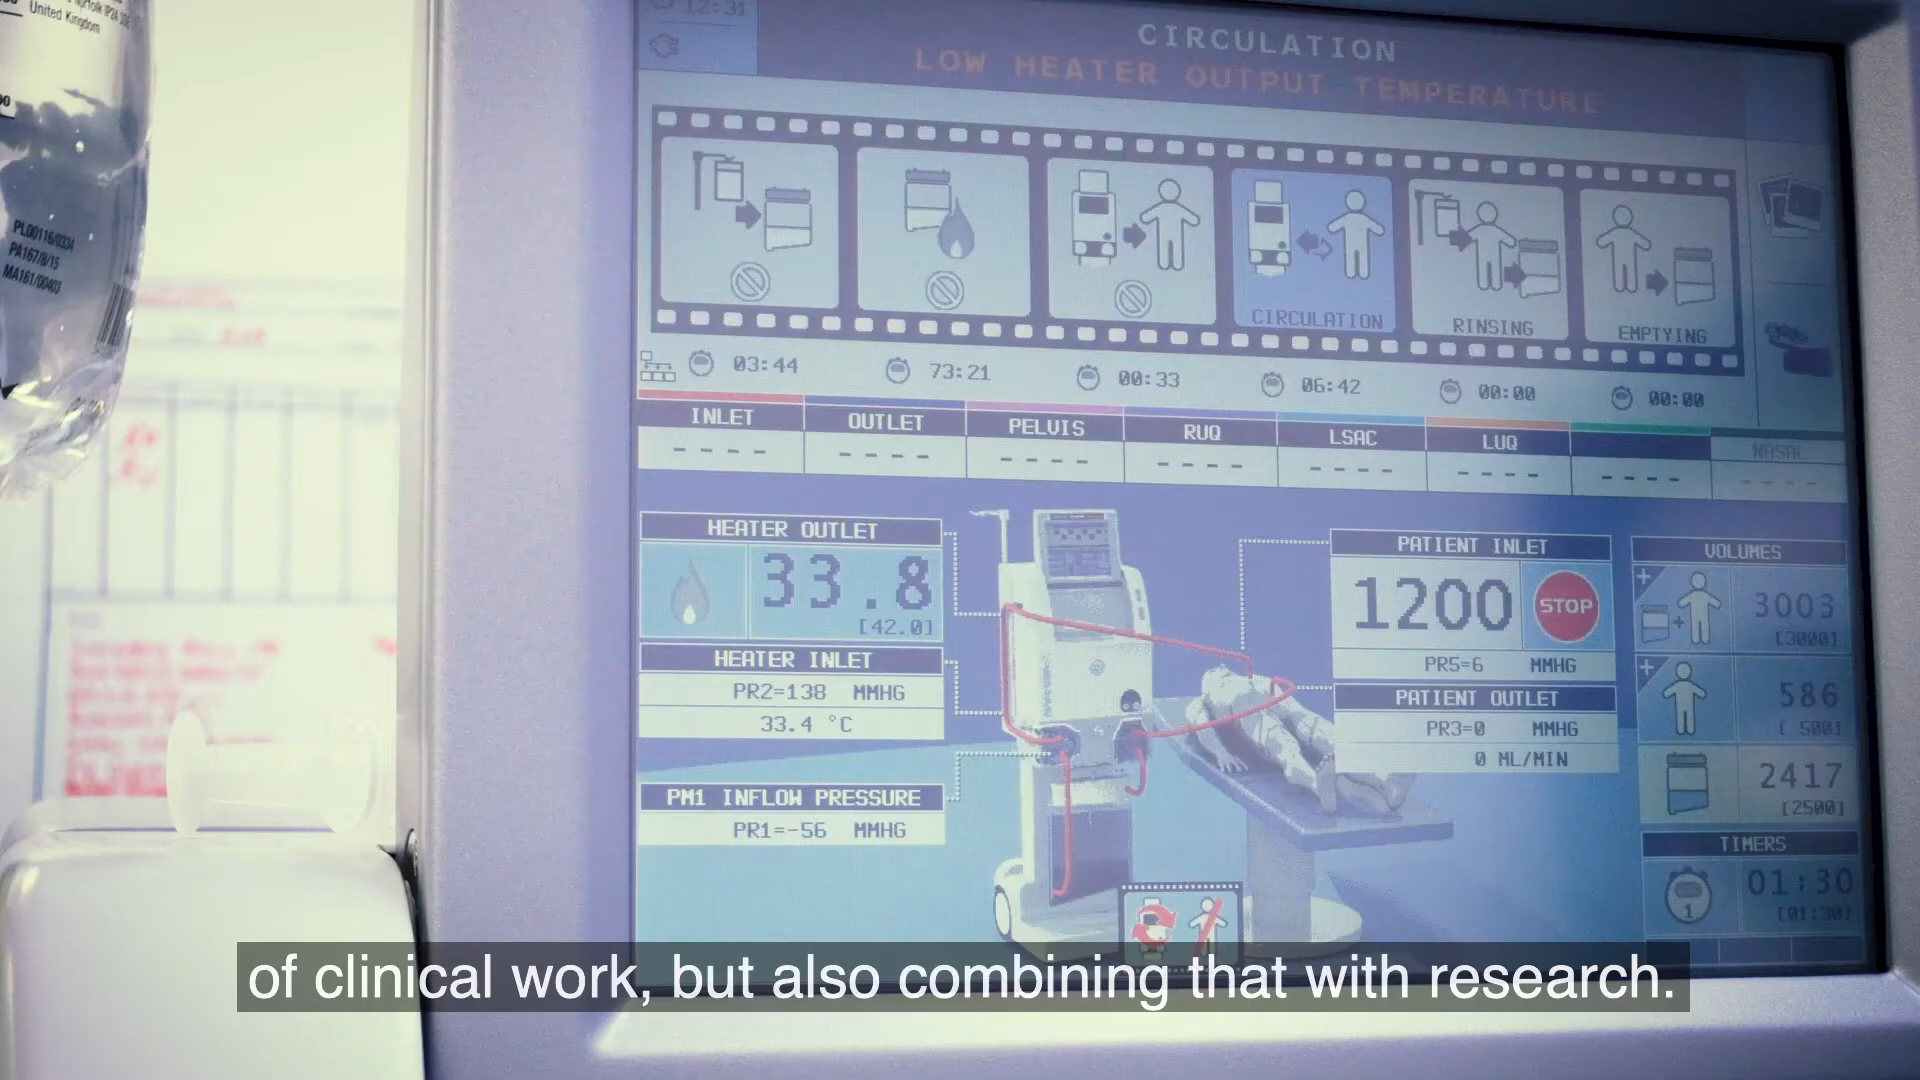 United Kingdom
PL00116/0334
PA167/8/15
MA161/00403
12:31
CIRCULATION
LOW HEATER OUTPUT TEMPERATURE
CIRCULATION
RINSING
EMPTYING
03:44
73:21
00:33
06:42
00:00
00:00
INLET
OUTLET
PELVIS
RUQ
LSAC
LUQ
NASAC
- - - -
- - - -
- - - -
- - - -
- - - -
- - - -
- - - -
- - - -
HEATER OUTLET
33.8
[42.0]
HEATER INLET
PR2=138 MMHG
33.4 °C
PM1 INFLOW PRESSURE
PR1=-56 MMHG
PATIENT INLET
1200
STOP
PR5=6 MMHG
PATIENT OUTLET
PR3=0 MMHG
0 ML/MIN
VOLUMES
3003
[3000]
586
[ 500]
2417
[2500]
TIMERS
1
01:30
[01:30]
of clinical work, but also combining that with research.